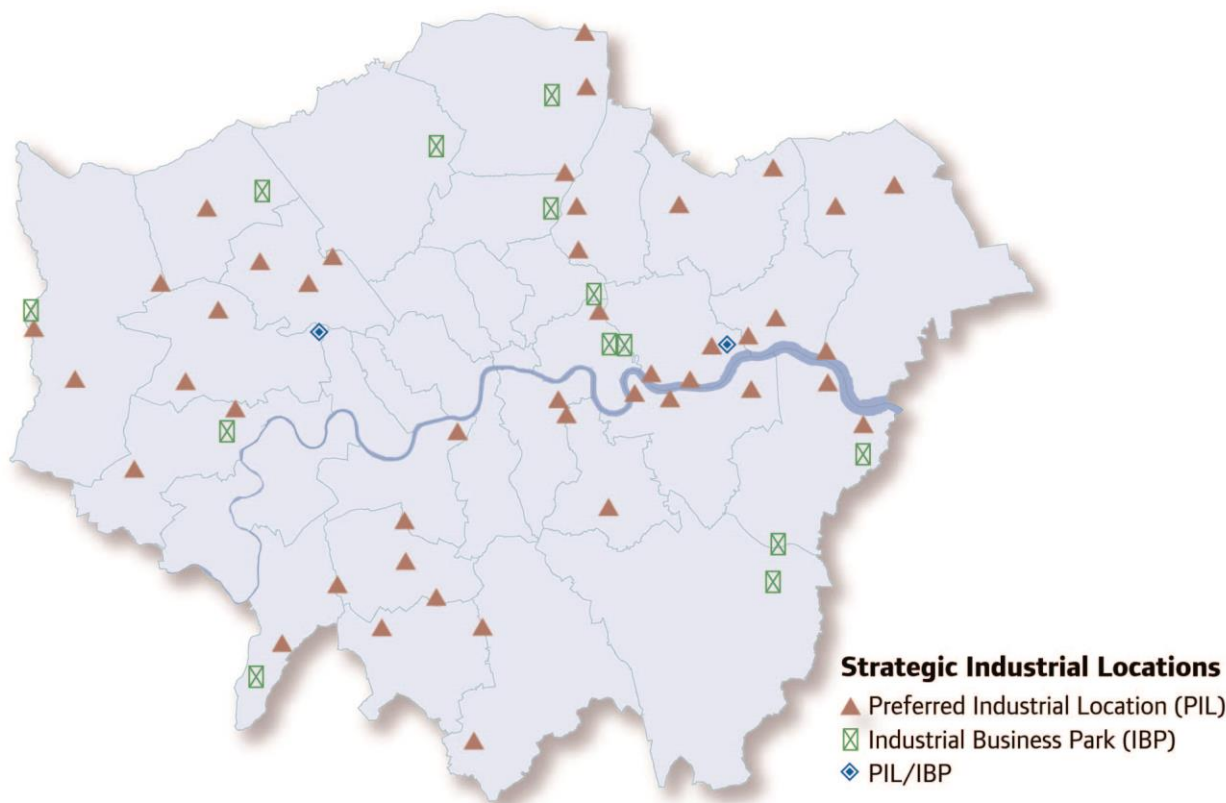 Strategic Industrial Locations
Preferred Industrial Location (PIL)
Industrial Business Park (IBP)
PIL/IBP